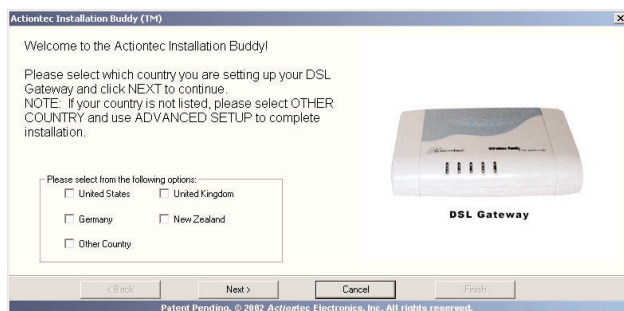 Actiontec Installation Buddy (TM)
Welcome to the Actiontec Installation Buddy!
Please select which country you are setting up your DSL
Gateway and click NEXT to continue.
NOTE: If your country is not listed, please select OTHER
COUNTRY and use ADVANCED SETUP to complete
installation.
Please select from the following options:
United States
United Kingdom
Germany
New Zealand
Other Country
Actiontec
Wireless Ready
DSL Gateway
< Back
Next >
Cancel
Finish
Patent Pending. © 2002 Actiontec Electronics, Inc. All rights reserved.